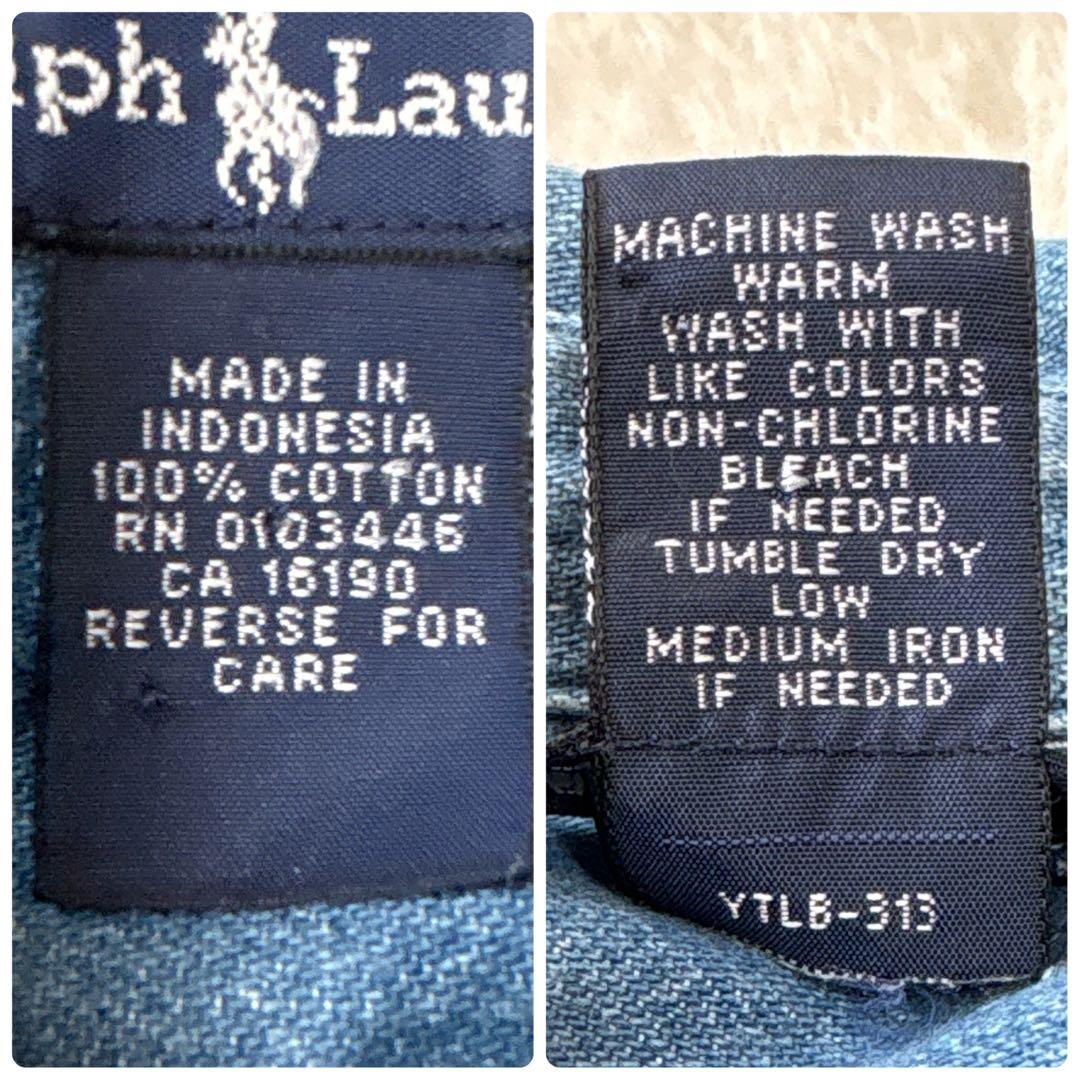 lph Lau
MADE IN
INDONESIA
100% COTTON
RN 0103446
CA 16190
REVERSE FOR
CARE
MACHINE WASH
WARM
WASH WITH
LIKE COLORS
NON-CHLORINE
BLEACH
IF NEEDED
TUMBLE DRY
LOW
MEDIUM IRON
IF NEEDED
YTLB-313